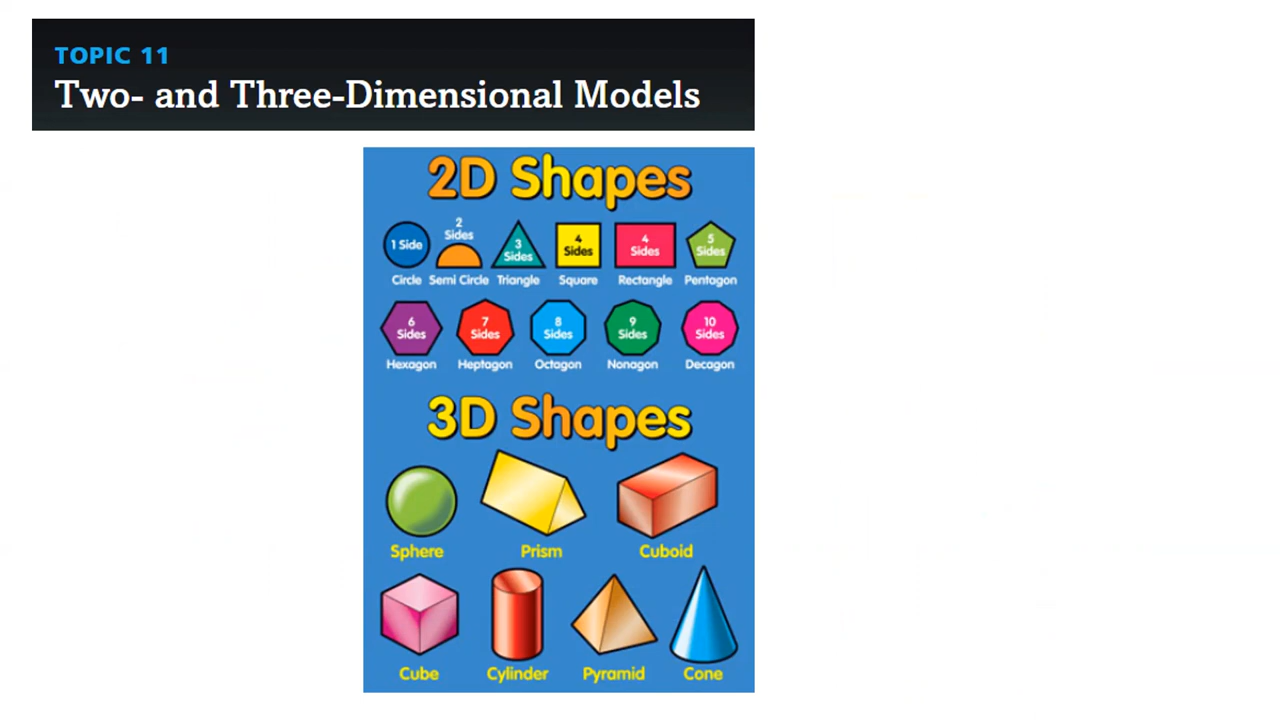 TOPIC 11
Two- and Three-Dimensional Models
2D Shapes
1 Side
2
Sides
3
Sides
4
Sides
4
Sides
5
Sides
Circle Semi Circle Triangle Square Rectangle Pentagon
6
Sides
7
Sides
8
Sides
9
Sides
10
Sides
Hexagon Heptagon Octagon Nonagon Decagon
3D Shapes
Sphere Prism Cuboid
Cube Cylinder Pyramid Cone